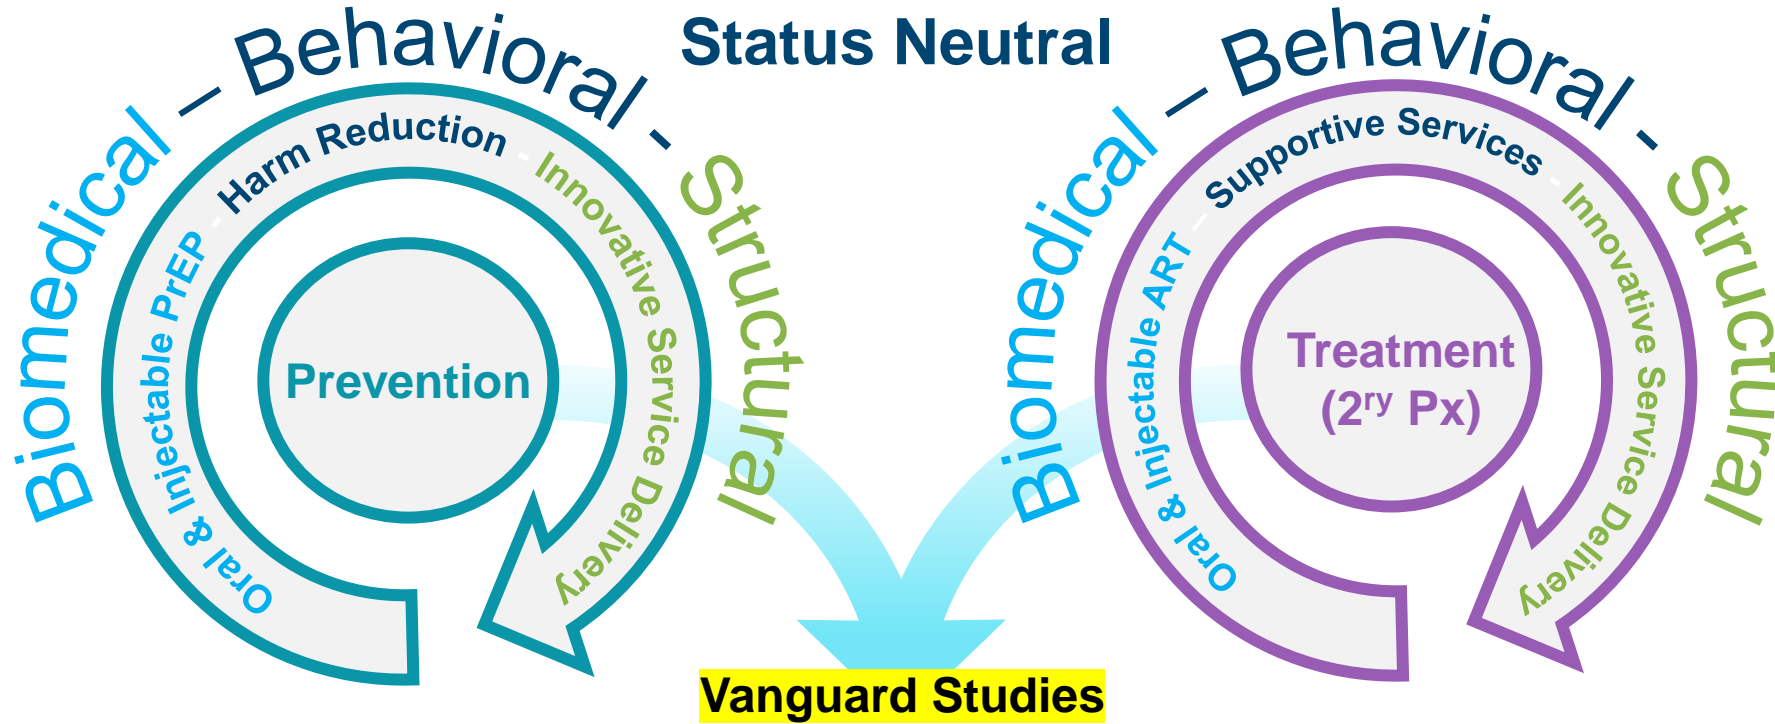 Status Neutral
Biomedical – Behavioral - Structural
Oral & Injectable PrEP - Harm Reduction - Innovative Service Delivery
Prevention
Biomedical – Behavioral - Structural
Oral & Injectable ART – Supportive Services - Innovative Service Delivery
Treatment
(2ry Px)
Vanguard Studies